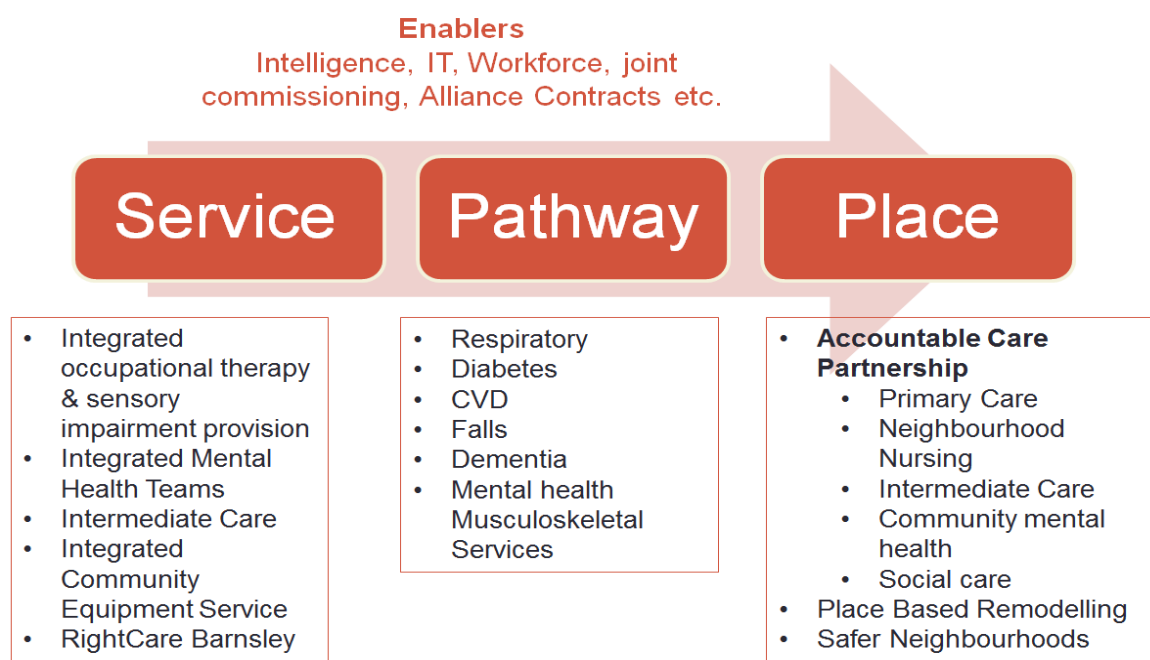 Enablers
Intelligence, IT, Workforce, joint
commissioning, Alliance Contracts etc.
Service
Pathway
Place
• Integrated
occupational therapy
& sensory
impairment provision
• Integrated Mental
Health Teams
• Intermediate Care
• Integrated
Community
Equipment Service
• RightCare Barnsley
• Respiratory
• Diabetes
• CVD
• Falls
• Dementia
• Mental health
Musculoskeletal
Services
• Accountable Care
Partnership
• Primary Care
• Neighbourhood
Nursing
• Intermediate Care
• Community mental
health
• Social care
• Place Based Remodelling
• Safer Neighbourhoods